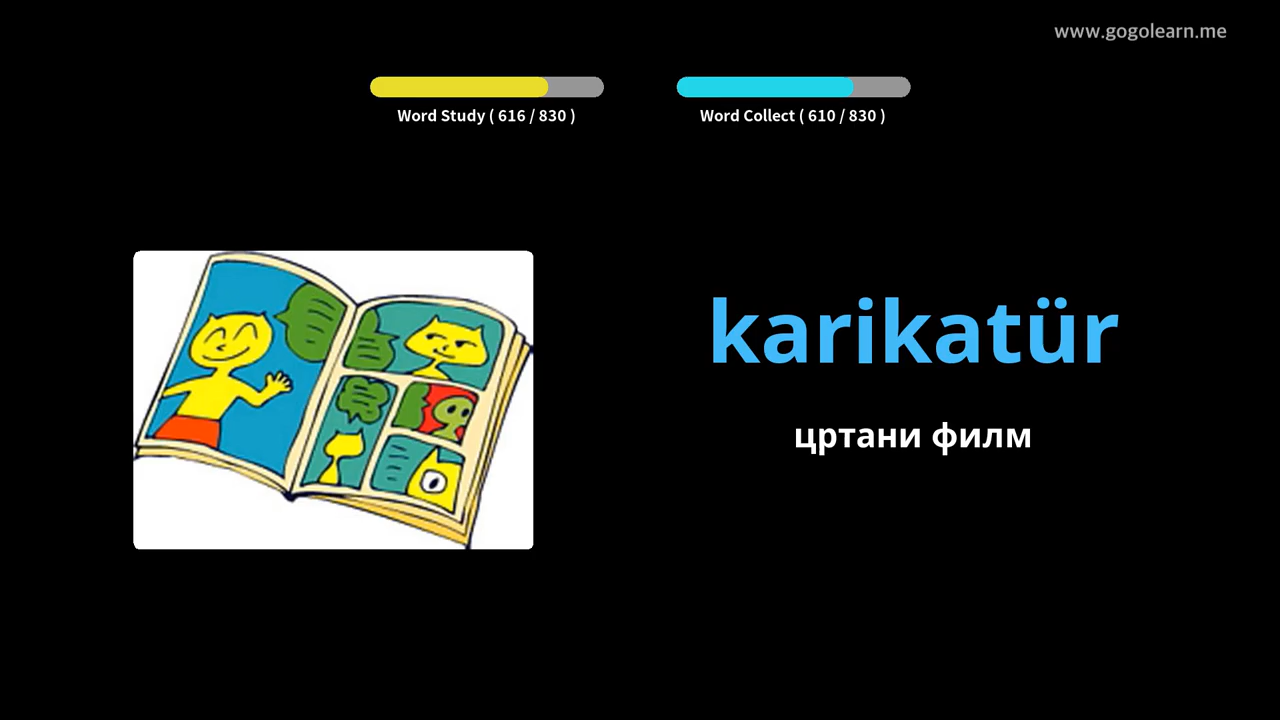 www.gogolearn.me
Word Study ( 616 / 830 )
Word Collect ( 610 / 830 )
karikatür
цртани филм